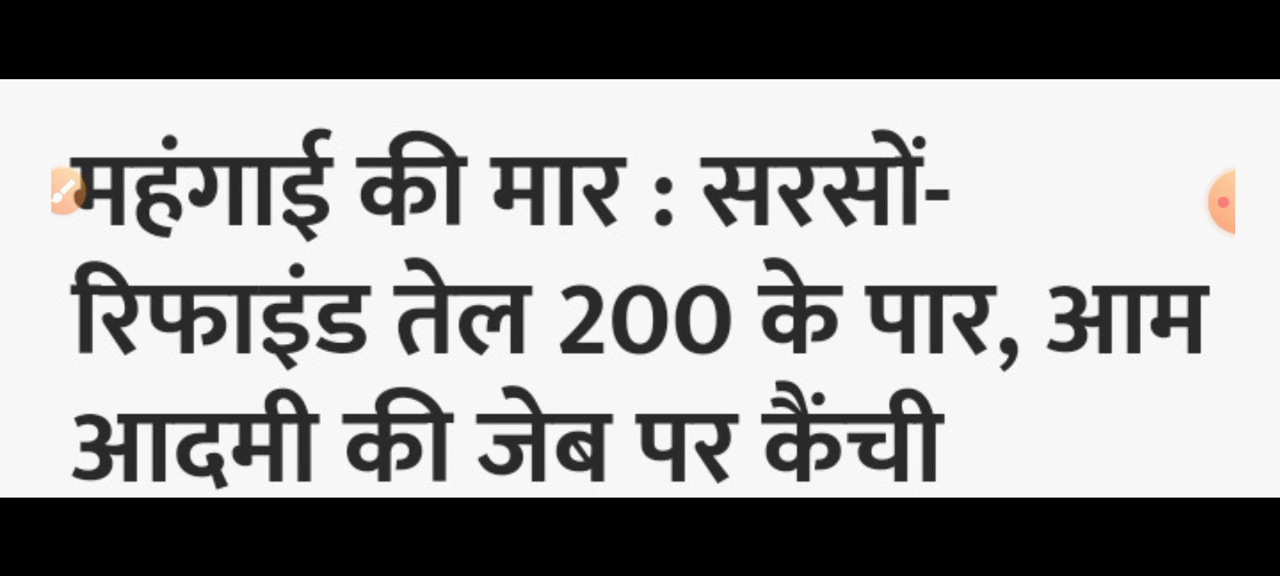 महंगाई की मार : सरसों-
रिफाइंड तेल 200 के पार, आम
आदमी की जेब पर कैंची